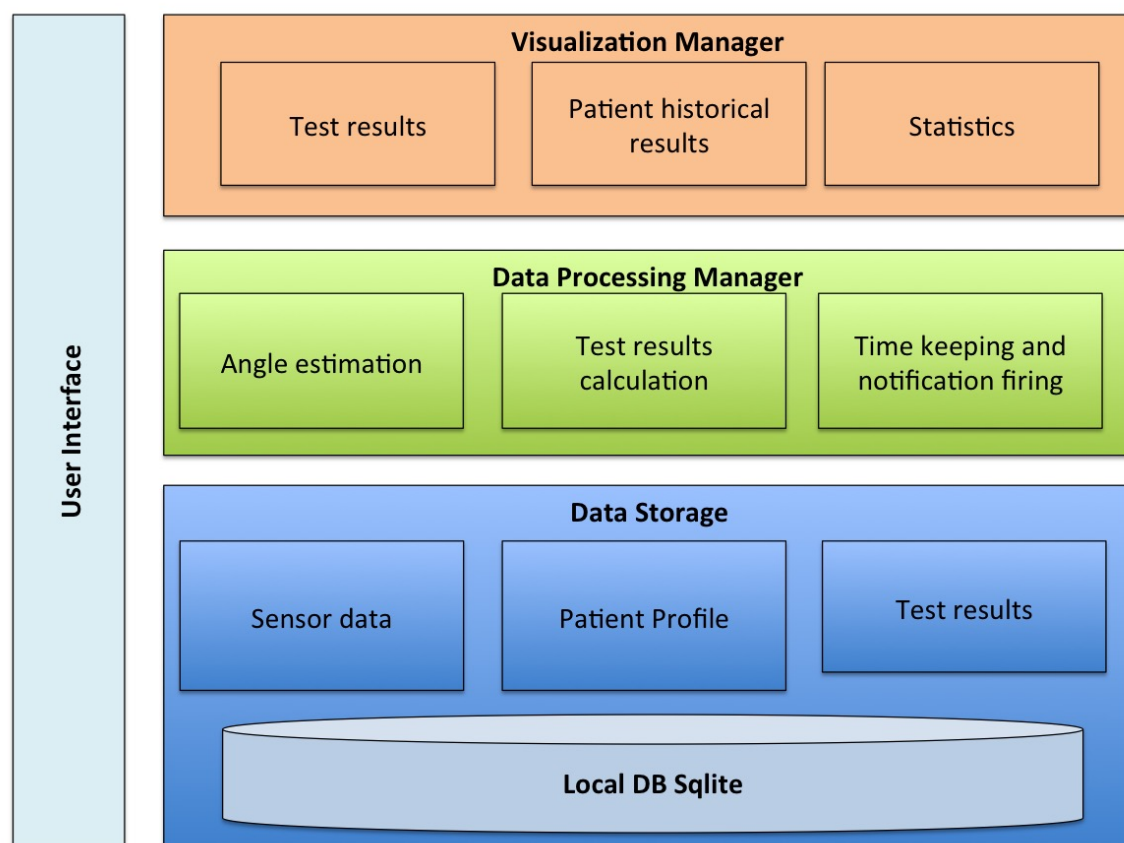 User Interface
Visualization Manager
Test results
Patient historical
results
Statistics
Data Processing Manager
Angle estimation
Test results
calculation
Time keeping and
notification firing
Data Storage
Sensor data
Patient Profile
Test results
Local DB Sqlite